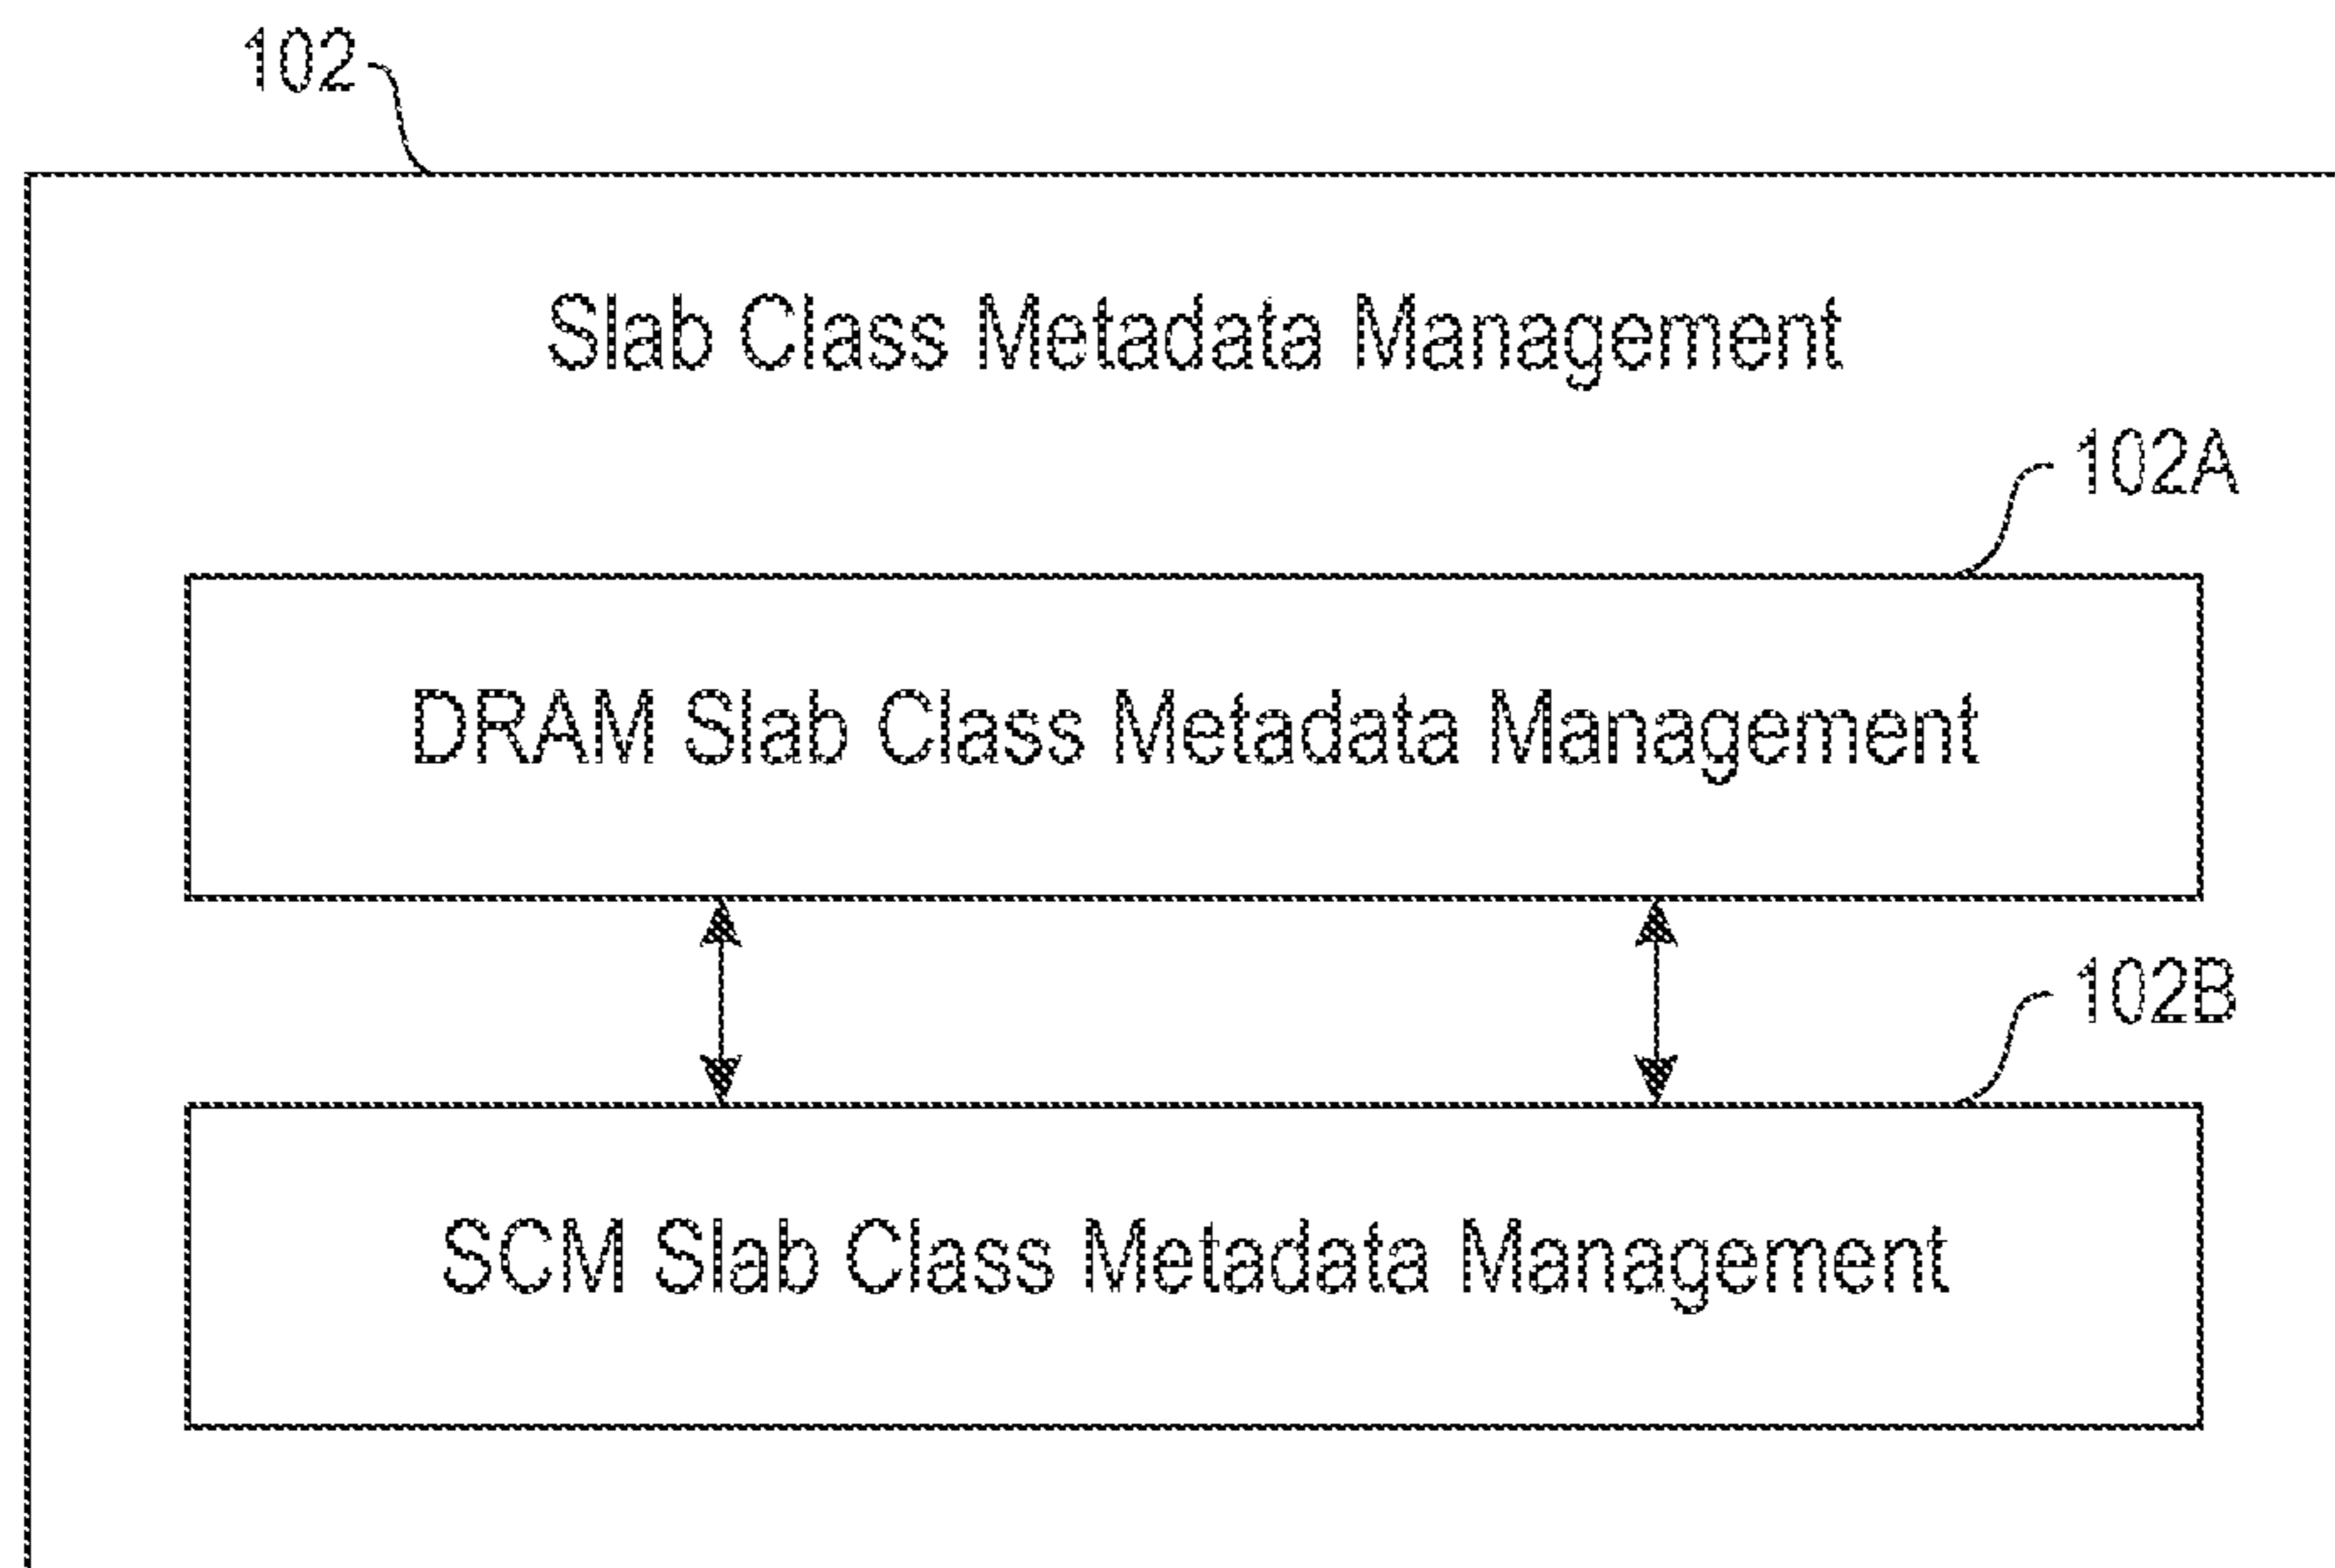 102
Slab Class Metadata Management
102A
DRAM Slab Class Metadata Management
102B
SCM Slab Class Metadata Management